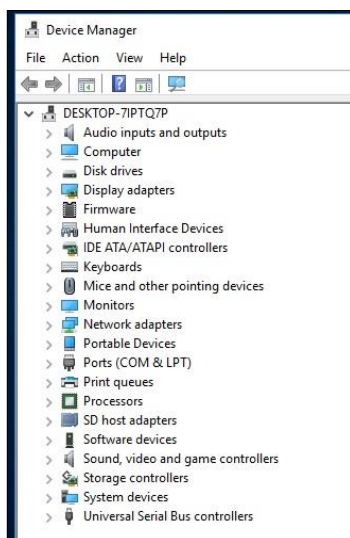 Device Manager
File Action View Help
DESKTOP-7IPTQ7P
Audio inputs and outputs
Computer
Disk drives
Display adapters
Firmware
Human Interface Devices
IDE ATA/ATAPI controllers
Keyboards
Mice and other pointing devices
Monitors
Network adapters
Portable Devices
Ports (COM & LPT)
Print queues
Processors
SD host adapters
Software devices
Sound, video and game controllers
Storage controllers
System devices
Universal Serial Bus controllers